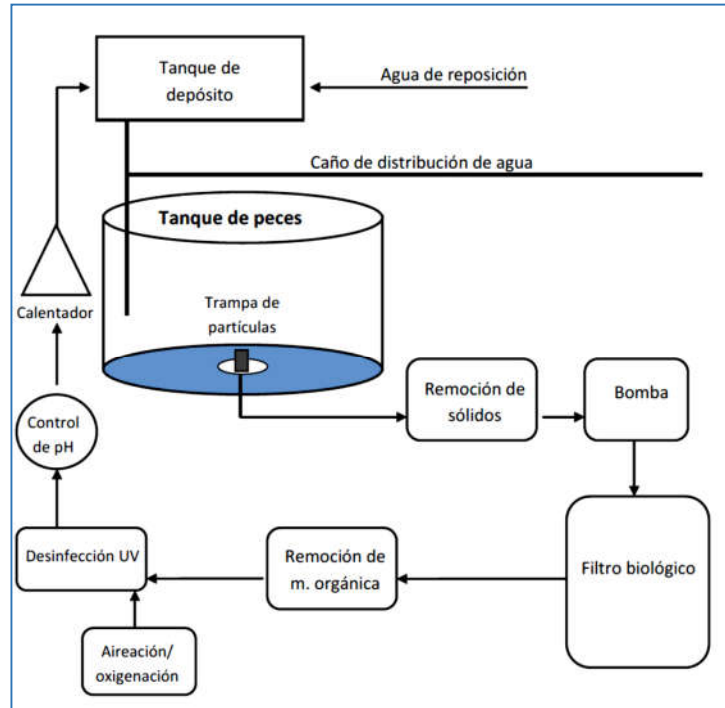 Tanque de
depósito
Agua de reposición
Caño de distribución de agua
Tanque de peces
Trampa de
partículas
Calentador
Remoción de
sólidos
Bomba
Control
de pH
Desinfección UV
Remoción de
m. orgánica
Filtro biológico
Aireación/
oxigenación